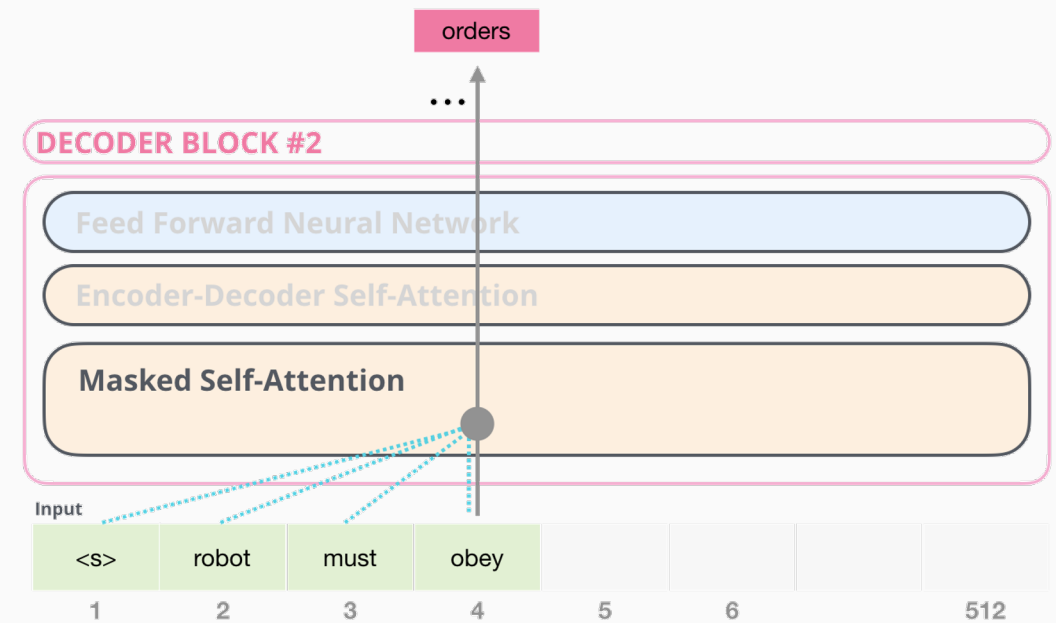 orders
...
DECODER BLOCK #2
Feed Forward Neural Network
Encoder-Decoder Self-Attention
Masked Self-Attention
Input
<s> robot must obey
1 2 3 4 5 6 512